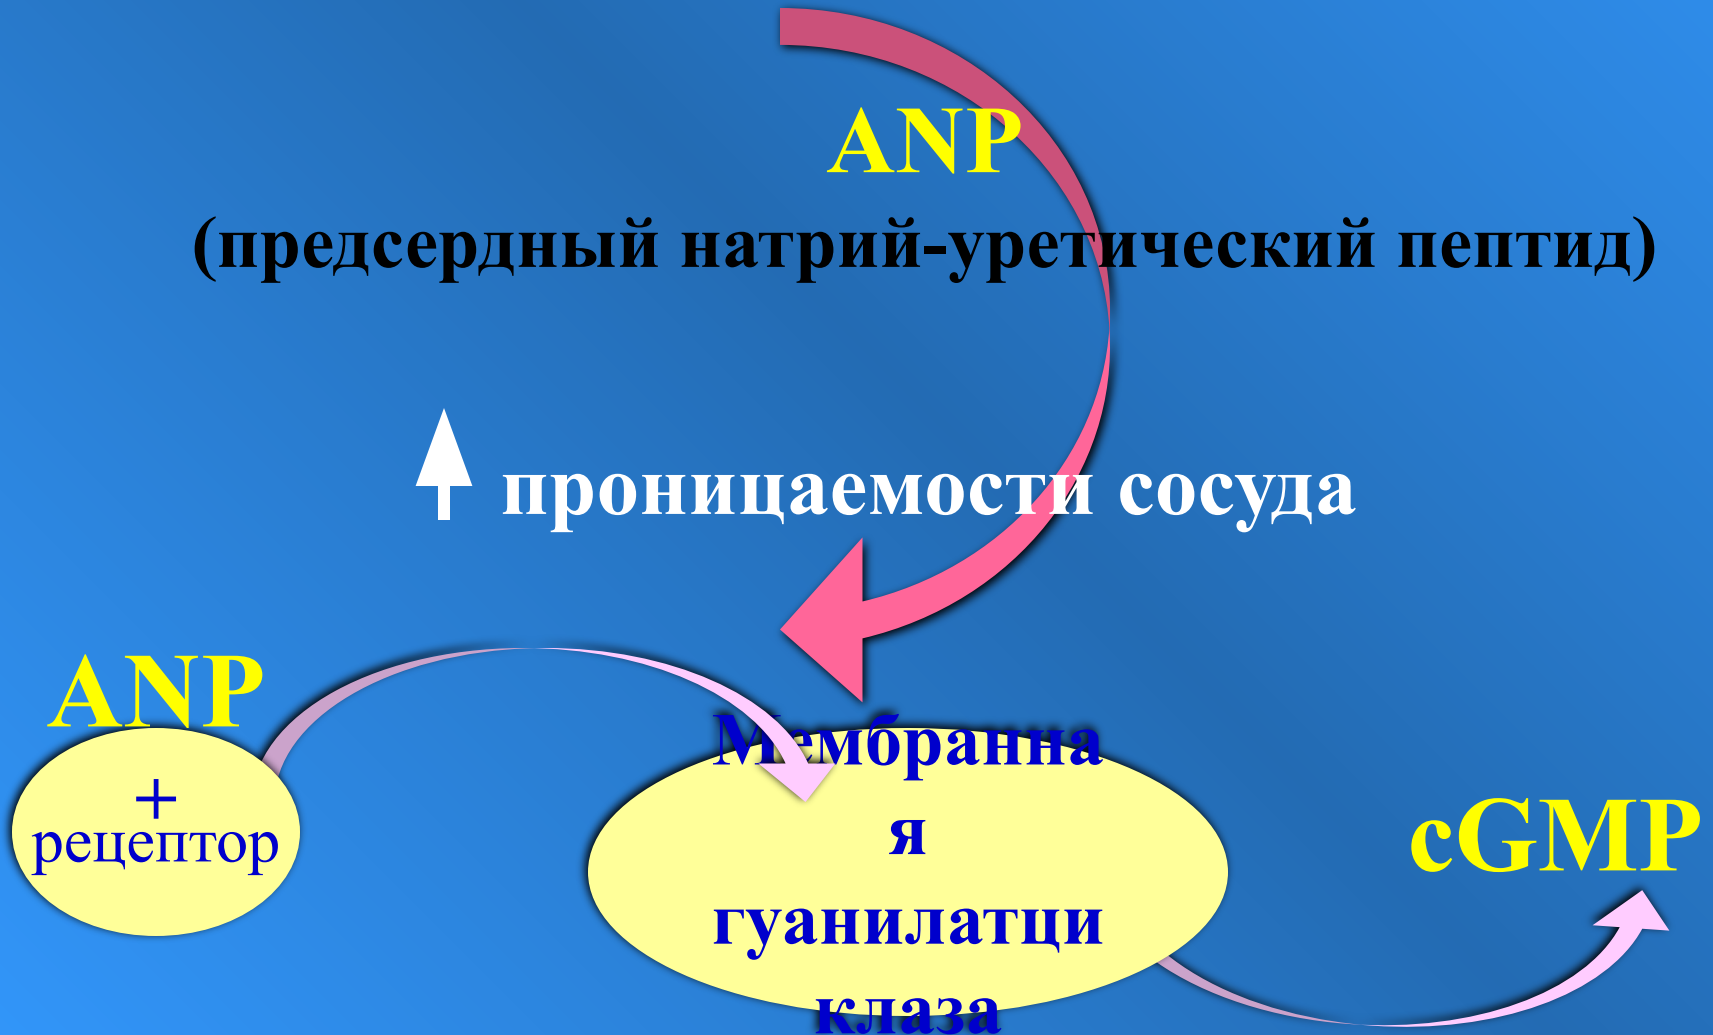 ANP
(предсердный натрий-уретический пептид)
проницаемости сосуда
ANP
+
рецептор
Мембранна
я
гуанилатци
клаза
cGMP